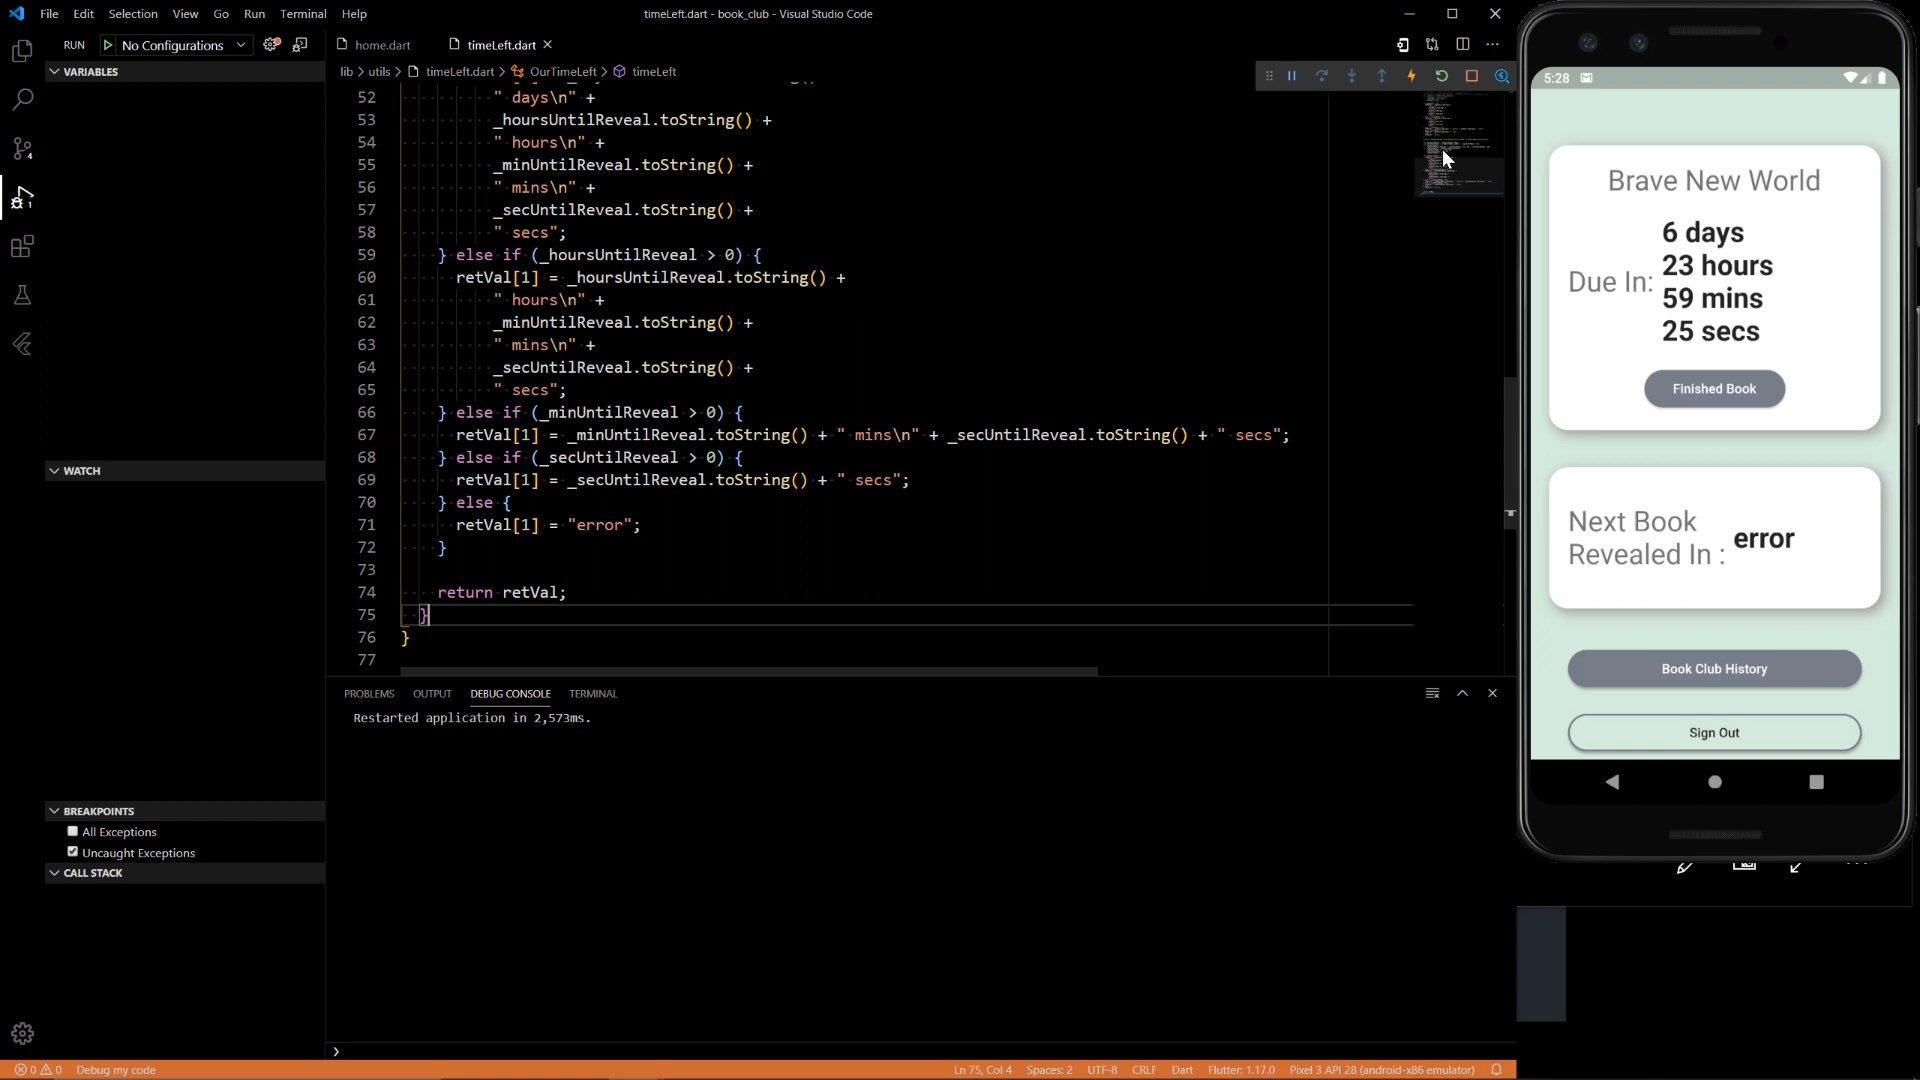 File Edit Selection View Go Run Terminal Help
timeLeft.dart - book_club - Visual Studio Code
RUN No Configurations
home.dart timeLeft.dart
lib > utils > timeLeft.dart > OurTimeLeft > timeLeft
VARIABLES
WATCH
BREAKPOINTS
All Exceptions
Uncaught Exceptions
CALL STACK
52 " days\n" +
53 _hoursUntilReveal.toString() +
54 " hours\n" +
55 _minUntilReveal.toString() +
56 " mins\n" +
57 _secUntilReveal.toString() +
58 " secs";
59 } else if (_hoursUntilReveal > 0) {
60 retVal[1] = _hoursUntilReveal.toString() +
61 " hours\n" +
62 _minUntilReveal.toString() +
63 " mins\n" +
64 _secUntilReveal.toString() +
65 " secs";
66 } else if (_minUntilReveal > 0) {
67 retVal[1] = _minUntilReveal.toString() + " mins\n" + _secUntilReveal.toString() + " secs";
68 } else if (_secUntilReveal > 0) {
69 retVal[1] = _secUntilReveal.toString() + " secs";
70 } else {
71 retVal[1] = "error";
72 }
73
74 return retVal;
75 }
76 }
77
PROBLEMS OUTPUT DEBUG CONSOLE TERMINAL
Restarted application in 2,573ms.
0 0 Debug my code
Ln 75, Col 4 Spaces: 2 UTF-8 CRLF Dart Flutter: 1.17.0 Pixel 3 API 28 (android-x86 emulator)
5:28
Brave New World
Due In:
6 days
23 hours
59 mins
25 secs
Finished Book
Next Book
Revealed In :
error
Book Club History
Sign Out